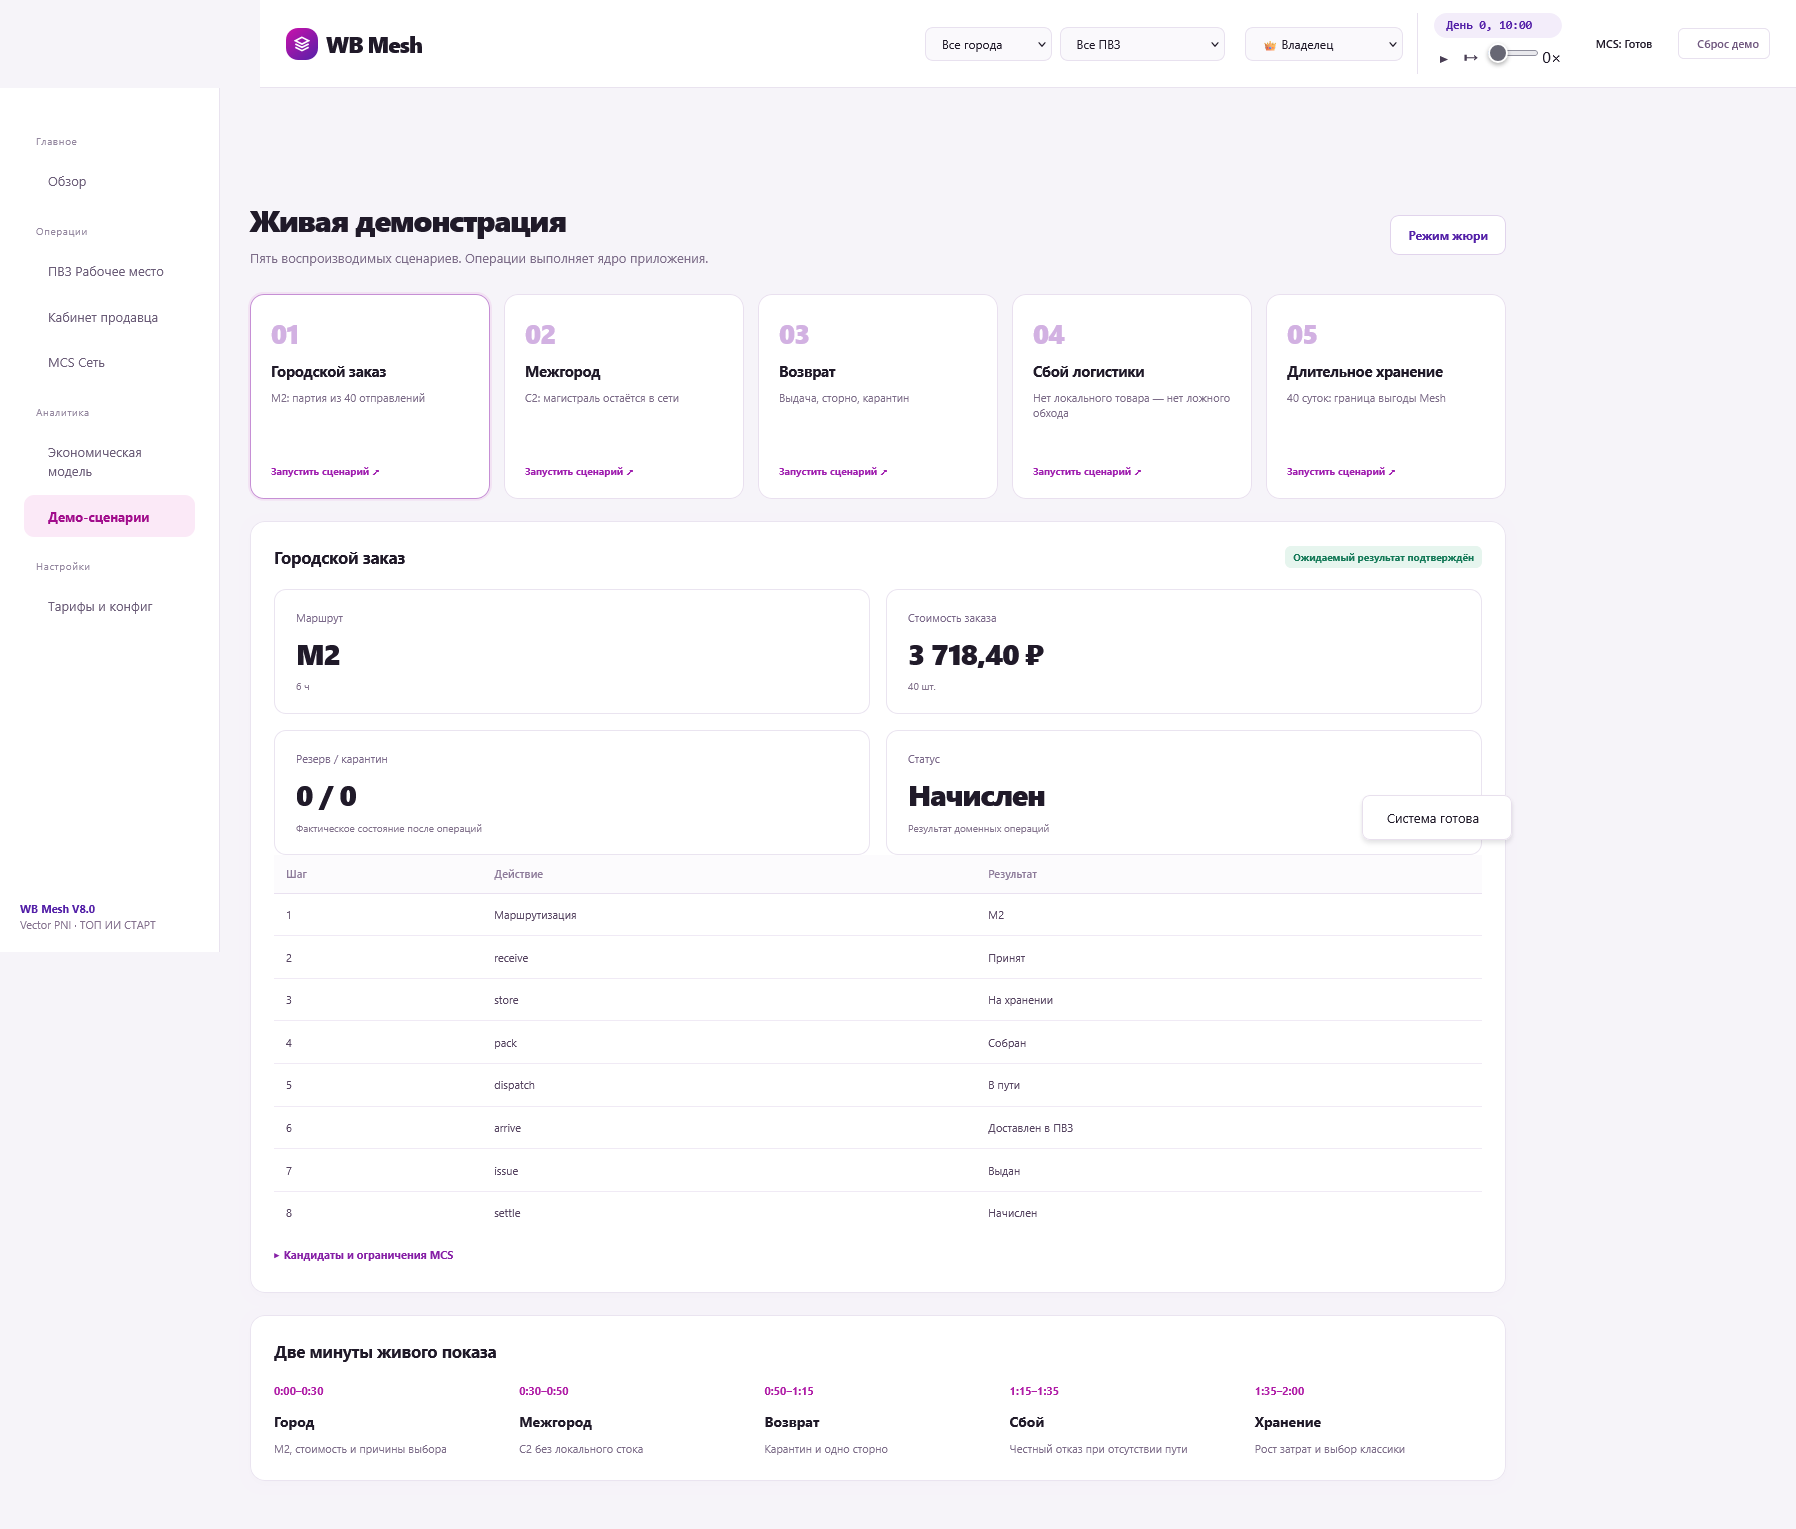 WB Mesh
Все города
Все ПВЗ
Владелец
День 0, 10:00
0×
MCS: Готов
Сброс демо
Главное
Обзор
Операции
ПВЗ Рабочее место
Кабинет продавца
MCS Сеть
Аналитика
Экономическая
модель
Демо-сценарии
Настройки
Тарифы и конфиг
WB Mesh V8.0
Vector PNI · ТОП ИИ СТАРТ
Живая демонстрация
Пять воспроизводимых сценариев. Операции выполняет ядро приложения.
Режим жюри
01
Городской заказ
M2: партия из 40 отправлений
Запустить сценарий ↗
02
Межгород
C2: магистраль остаётся в сети
Запустить сценарий ↗
03
Возврат
Выдача, сторно, карантин
Запустить сценарий ↗
04
Сбой логистики
Нет локального товара — нет ложного
обхода
Запустить сценарий ↗
05
Длительное хранение
40 суток: граница выгоды Mesh
Запустить сценарий ↗
Городской заказ
Ожидаемый результат подтверждён
Маршрут
M2
6 ч
Стоимость заказа
3 718,40 ₽
40 шт.
Резерв / карантин
0 / 0
Фактическое состояние после операций
Статус
Начислен
Результат доменных операций
Система готова
Шаг Действие Результат
1 Маршрутизация M2
2 receive Принят
3 store На хранении
4 pack Собран
5 dispatch В пути
6 arrive Доставлен в ПВЗ
7 issue Выдан
8 settle Начислен
▸ Кандидаты и ограничения MCS
Две минуты живого показа
0:00–0:30
Город
M2, стоимость и причины выбора
0:30–0:50
Межгород
C2 без локального стока
0:50–1:15
Возврат
Карантин и одно сторно
1:15–1:35
Сбой
Честный отказ при отсутствии пути
1:35–2:00
Хранение
Рост затрат и выбор классики